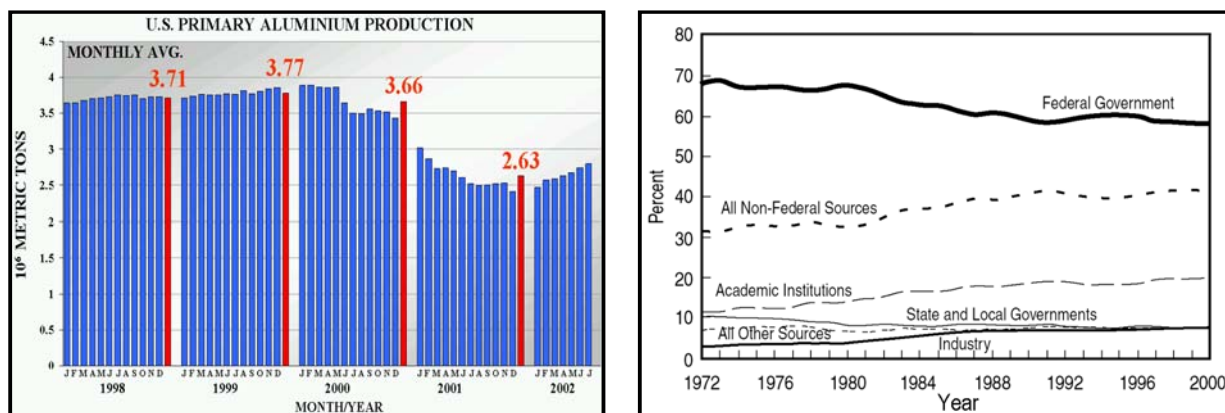 U.S. PRIMARY ALUMINIUM PRODUCTION
MONTHLY AVG.
10⁶ METRIC TONS
4.5
4
3.5
3
2.5
2
1.5
1
0.5
0
3.71
3.77
3.66
2.63
J F M A M J J A S O N D
J F M A M J J A S O N D
J F M A M J J A S O N D
J F M A M J J A S O N D
J F M A M J J
1998 1999 2000 2001 2002
MONTH/YEAR
Percent
80
70
60
50
40
30
20
10
0
Federal Government
All Non-Federal Sources
Academic Institutions
State and Local Governments
All Other Sources
Industry
1972 1976 1980 1984 1988 1992 1996 2000
Year